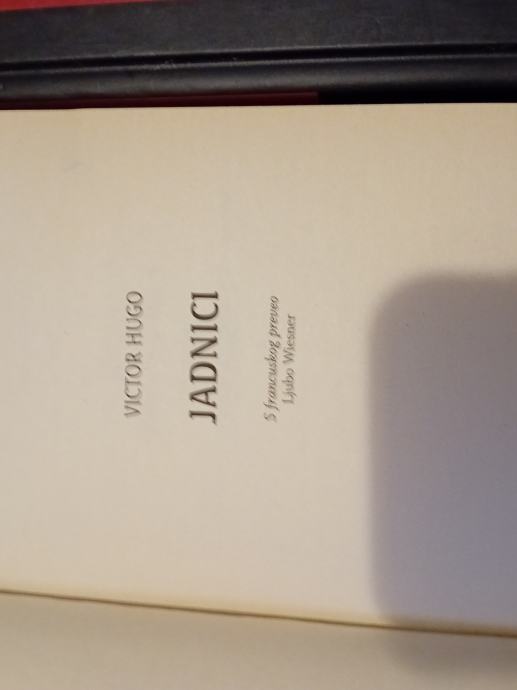 VICTOR HUGO
JADNICI
S francuskog preveo
Ljubo Wiesner